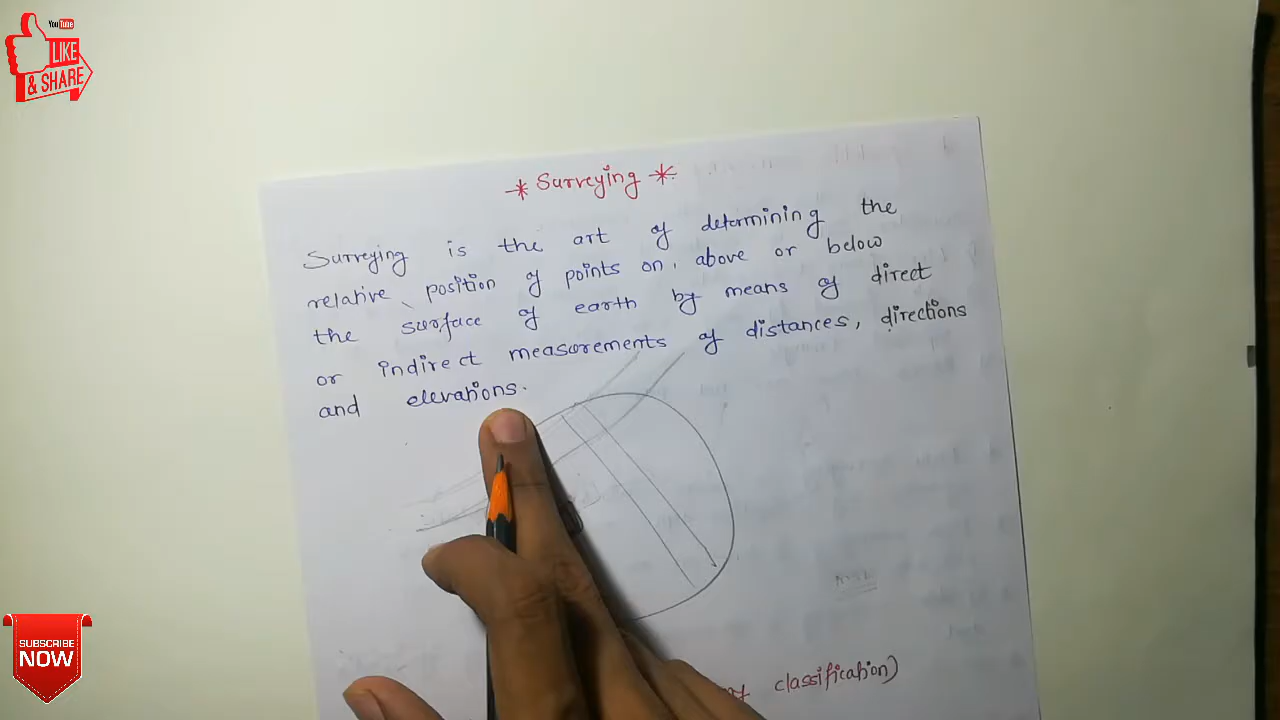 YouTube
LIKE
& SHARE
* Surveying *
Surveying is the art of determining the
relative position of points on, above or below
the surface of earth by means of direct
or indirect measurements of distances, directions
and elevations.
classification)
SUBSCRIBE
NOW